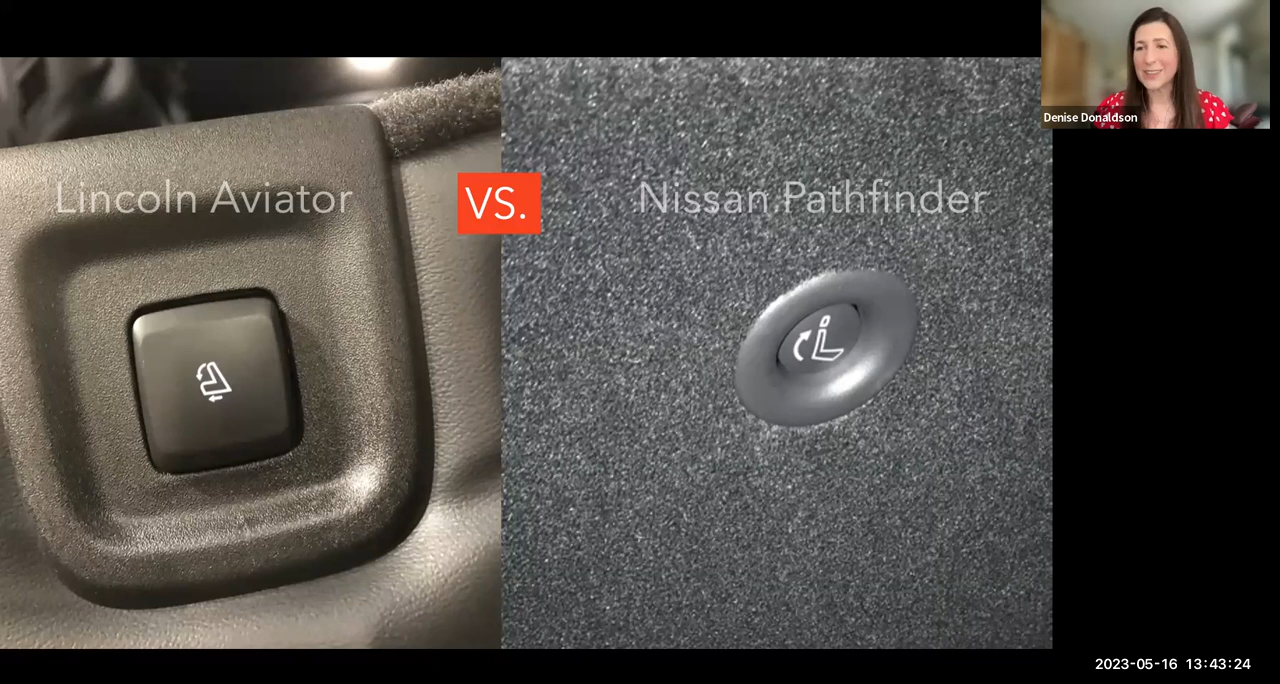 Denise Donaldson
Lincoln Aviator
VS.
Nissan Pathfinder
2023-05-16 13:43:24